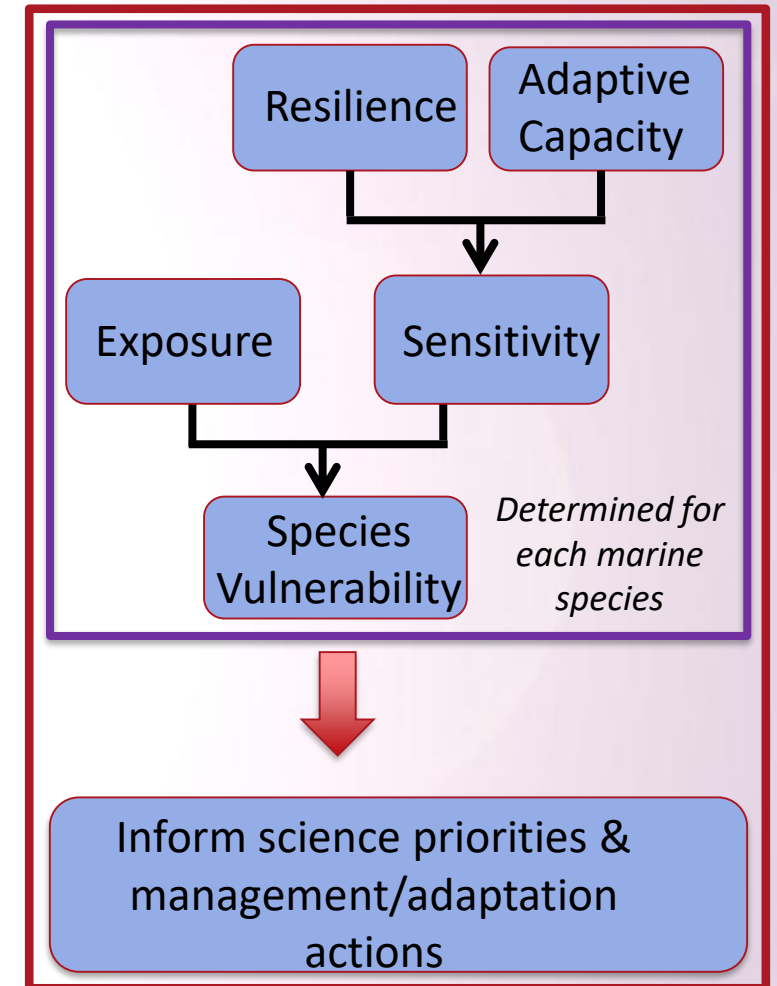 Resilience
Adaptive
Capacity
Exposure
Sensitivity
Species
Vulnerability
Determined for
each marine
species
Inform science priorities &
management/adaptation
actions